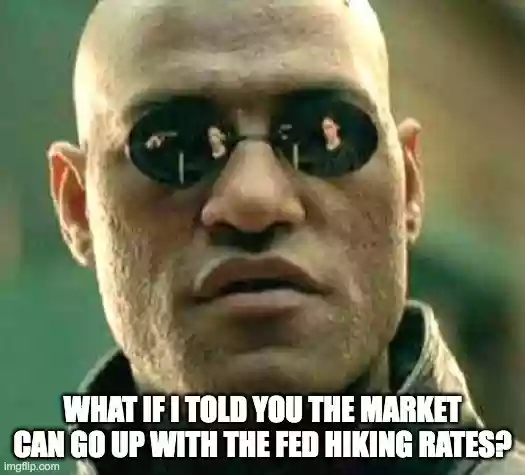 WHAT IF I TOLD YOU THE MARKET
CAN GO UP WITH THE FED HIKING RATES?
imgflip.com